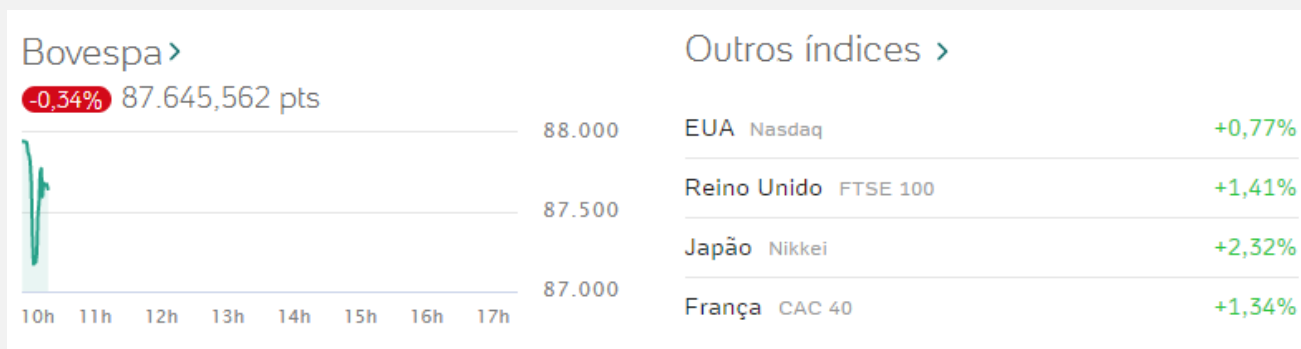 Bovespa
-0,34% 87.645,562 pts
88.000
87.500
87.000
10h 11h 12h 13h 14h 15h 16h 17h
Outros índices
EUA Nasdaq +0,77%
Reino Unido FTSE 100 +1,41%
Japão Nikkei +2,32%
França CAC 40 +1,34%